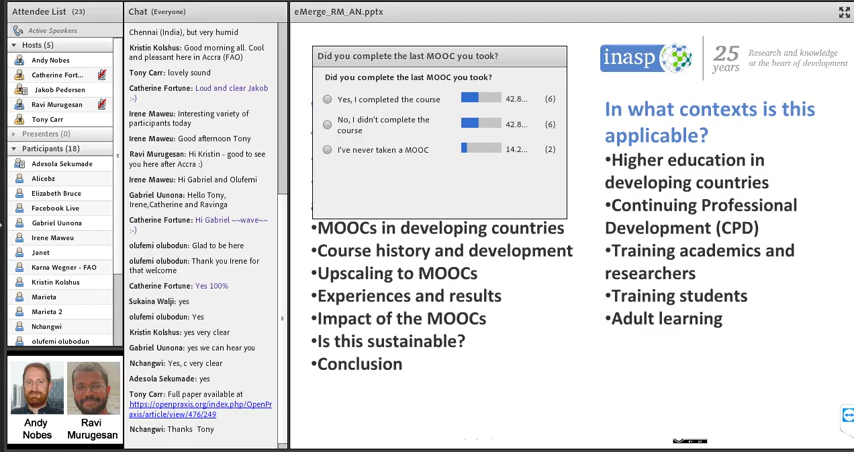 Attendee List (23)
Active Speakers
Hosts (5)
Andy Nobes
Catherine Fort...
Jakob Pedersen
Ravi Murugesan
Tony Carr
Presenters (0)
Participants (18)
Adesola Sekumade
Alicebz
Elizabeth Bruce
Facebook Live
Gabriel Uunona
Irene Maweu
Janet
Karna Wegner - FAO
Kristin Kolshus
Marieta
Marieta 2
Nchangwi
olufemi olubodun
Andy
Nobes
Ravi
Murugesan
Chat (Everyone)
Chennai (India), but very humid
Kristin Kolshus: Good morning all. Cool
and pleasant here in Accra (FAO)
Tony Carr: lovely sound
Catherine Fortune: Loud and clear Jakob
:-)
Irene Maweu: Interesting variety of
participants today
Irene Maweu: Good afternoon Tony
Ravi Murugesan: Hi Kristin - good to see
you here after Accra :)
Irene Maweu: Hi Gabriel and Olufemi
Gabriel Uunona: Hello Tony,
Irene,Catherine and Ravinga
Catherine Fortune: Hi Gabriel ~~wave~~
:-)
olufemi olubodun: Glad to be here
olufemi olubodun: Thank you Irene for
that welcome
Catherine Fortune: Yes 100%
Sukaina Walji: yes
olufemi olubodun: Yes
Kristin Kolshus: yes very clear
Gabriel Uunona: yes we can hear you
Nchangwi: Yes, c very clear
Adesola Sekumade: yes
Tony Carr: Full paper available at
https://openpraxis.org/index.php/OpenPr
axis/article/view/476/249
Nchangwi: Thanks Tony
eMerge_RM_AN.pptx
Did you complete the last MOOC you took?
Did you complete the last MOOC you took?
Yes, I completed the course 42.8... (6)
No, I didn't complete the
course 42.8... (6)
I've never taken a MOOC 14.2... (2)
•MOOCs in developing countries
•Course history and development
•Upscaling to MOOCs
•Experiences and results
•Impact of the MOOCs
•Is this sustainable?
•Conclusion
inasp
25
years
Research and knowledge
at the heart of development
In what contexts is this
applicable?
•Higher education in
developing countries
•Continuing Professional
Development (CPD)
•Training academics and
researchers
•Training students
•Adult learning